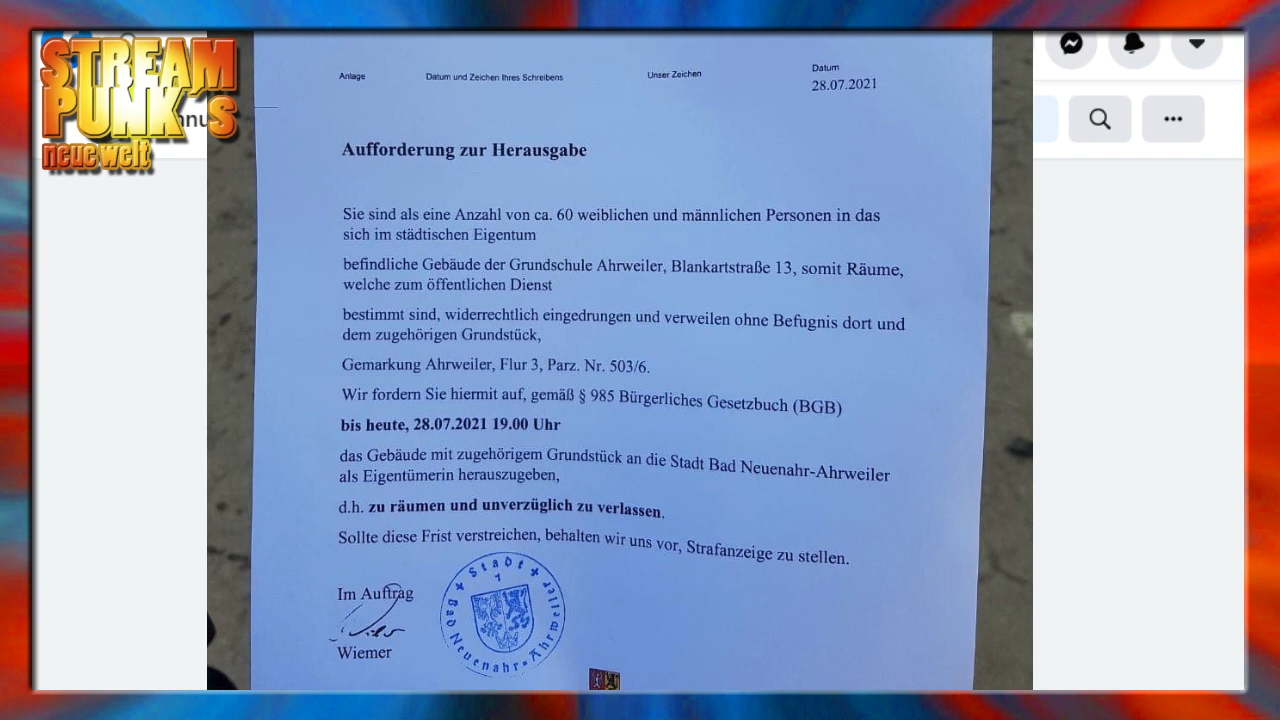 STREAM
PUNK´s
neue welt
Anlage Datum und Zeichen Ihres Schreibens Unser Zeichen Datum
28.07.2021
Aufforderung zur Herausgabe
Sie sind als eine Anzahl von ca. 60 weiblichen und männlichen Personen in das
sich im städtischen Eigentum
befindliche Gebäude der Grundschule Ahrweiler, Blankartstraße 13, somit Räume,
welche zum öffentlichen Dienst
bestimmt sind, widerrechtlich eingedrungen und verweilen ohne Befugnis dort und
dem zugehörigen Grundstück,
Gemarkung Ahrweiler, Flur 3, Parz. Nr. 503/6.
Wir fordern Sie hiermit auf, gemäß § 985 Bürgerliches Gesetzbuch (BGB)
bis heute, 28.07.2021 19.00 Uhr
das Gebäude mit zugehörigem Grundstück an die Stadt Bad Neuenahr-Ahrweiler
als Eigentümerin herauszugeben,
d.h. zu räumen und unverzüglich zu verlassen.
Sollte diese Frist verstreichen, behalten wir uns vor, Strafanzeige zu stellen.
Im Auftrag
Wiemer
Stadt
1
Bad Neuenahr-Ahrweiler